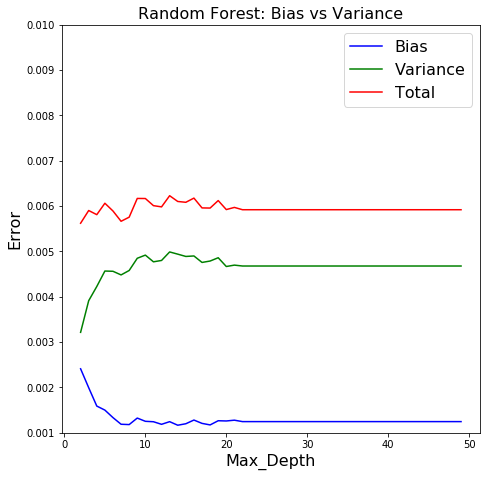 Random Forest: Bias vs Variance
0.010
0.009
0.008
0.007
0.006
0.005
0.004
0.003
0.002
0.001
Error
Bias
Variance
Total
0 10 20 30 40 50
Max_Depth